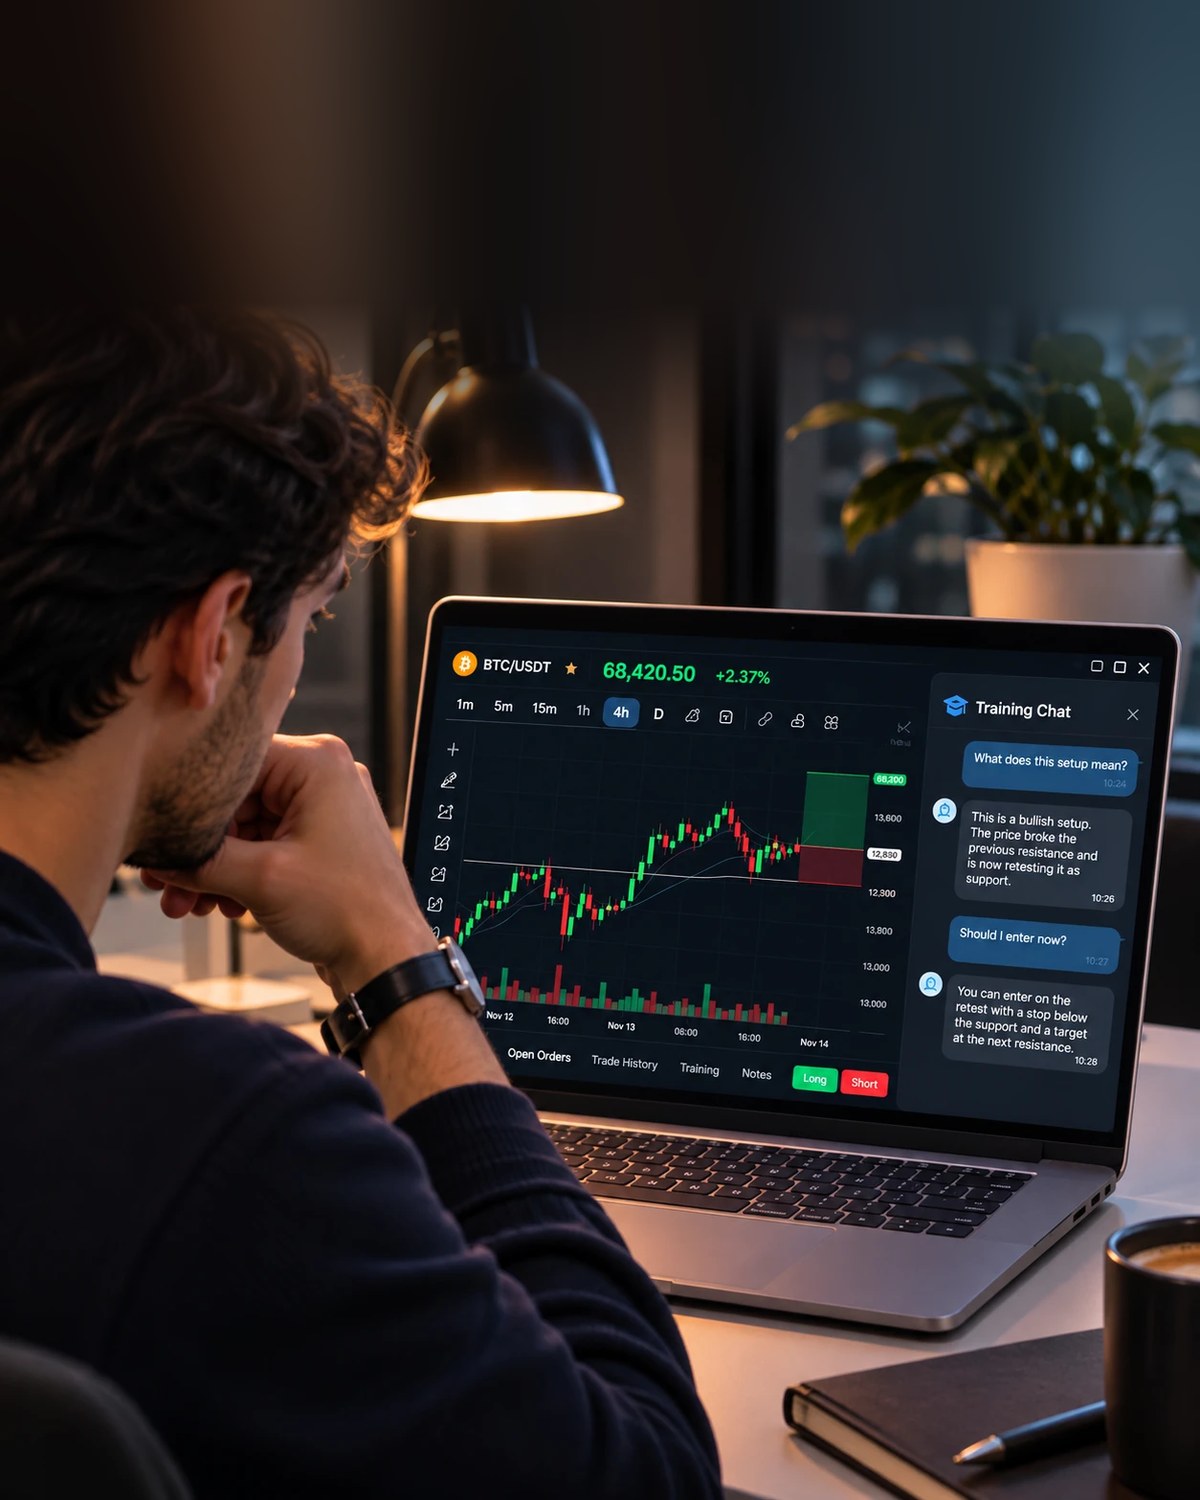 BTC/USDT
68,420.50
+2.37%
1m 5m 15m 1h 4h D
68,200
13,600
12,830
12,300
13,800
13,000
13,000
Nov 12 16:00 Nov 13 08:00 16:00 Nov 14
Open Orders Trade History Training Notes Long Short
Training Chat
What does this setup mean?
10:24
This is a bullish setup.
The price broke the
previous resistance and
is now retesting it as
support.
10:26
Should I enter now?
10:27
You can enter on the
retest with a stop below
the support and a target
at the next resistance.
10:28